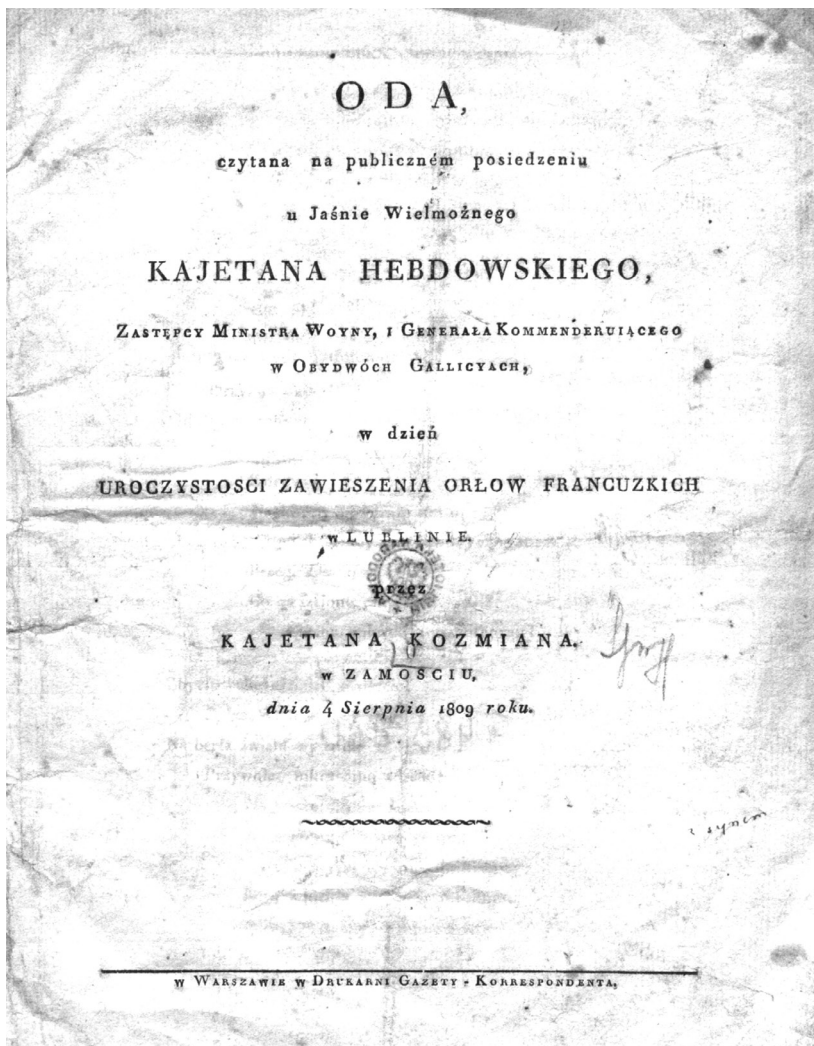 ODA,
czytana na publiczném posiedzeniu
u Jaśnie Wielmożnego
KAJETANA HEBDOWSKIEGO,
ZASTĘPCY MINISTRA WOYNY, I GENERAŁA KOMMENDERUIĄCEGO
W OBYDWÓCH GALLICYACH,
w dzień
UROCZYSTOSCI ZAWIESZENIA ORŁOW FRANCUZKICH
w LUBLINIE.
przez
KAJETANA KOZMIANA.
w ZAMOSCIU,
dnia 4 Sierpnia 1809 roku.
synem
W WARSZAWIE W DRUKARNI GAZETY - KORRESPONDENTA,